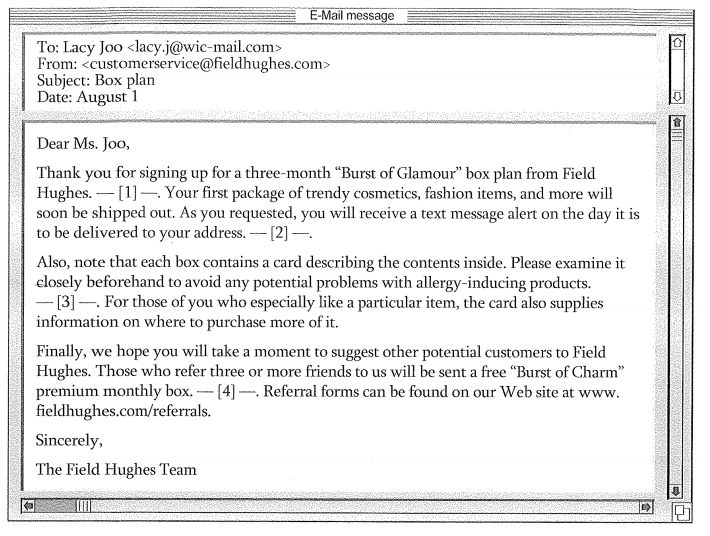 E-Mail message
To: Lacy Joo <lacy.j@wic-mail.com>
From: <customerservice@fieldhughes.com>
Subject: Box plan
Date: August 1
Dear Ms. Joo,
Thank you for signing up for a three-month “Burst of Glamour” box plan from Field
Hughes. — [1] —. Your first package of trendy cosmetics, fashion items, and more will
soon be shipped out. As you requested, you will receive a text message alert on the day it is
to be delivered to your address. — [2] —.
Also, note that each box contains a card describing the contents inside. Please examine it
closely beforehand to avoid any potential problems with allergy-inducing products.
— [3] —. For those of you who especially like a particular item, the card also supplies
information on where to purchase more of it.
Finally, we hope you will take a moment to suggest other potential customers to Field
Hughes. Those who refer three or more friends to us will be sent a free “Burst of Charm”
premium monthly box. — [4] —. Referral forms can be found on our Web site at www.
fieldhughes.com/referrals.
Sincerely,
The Field Hughes Team